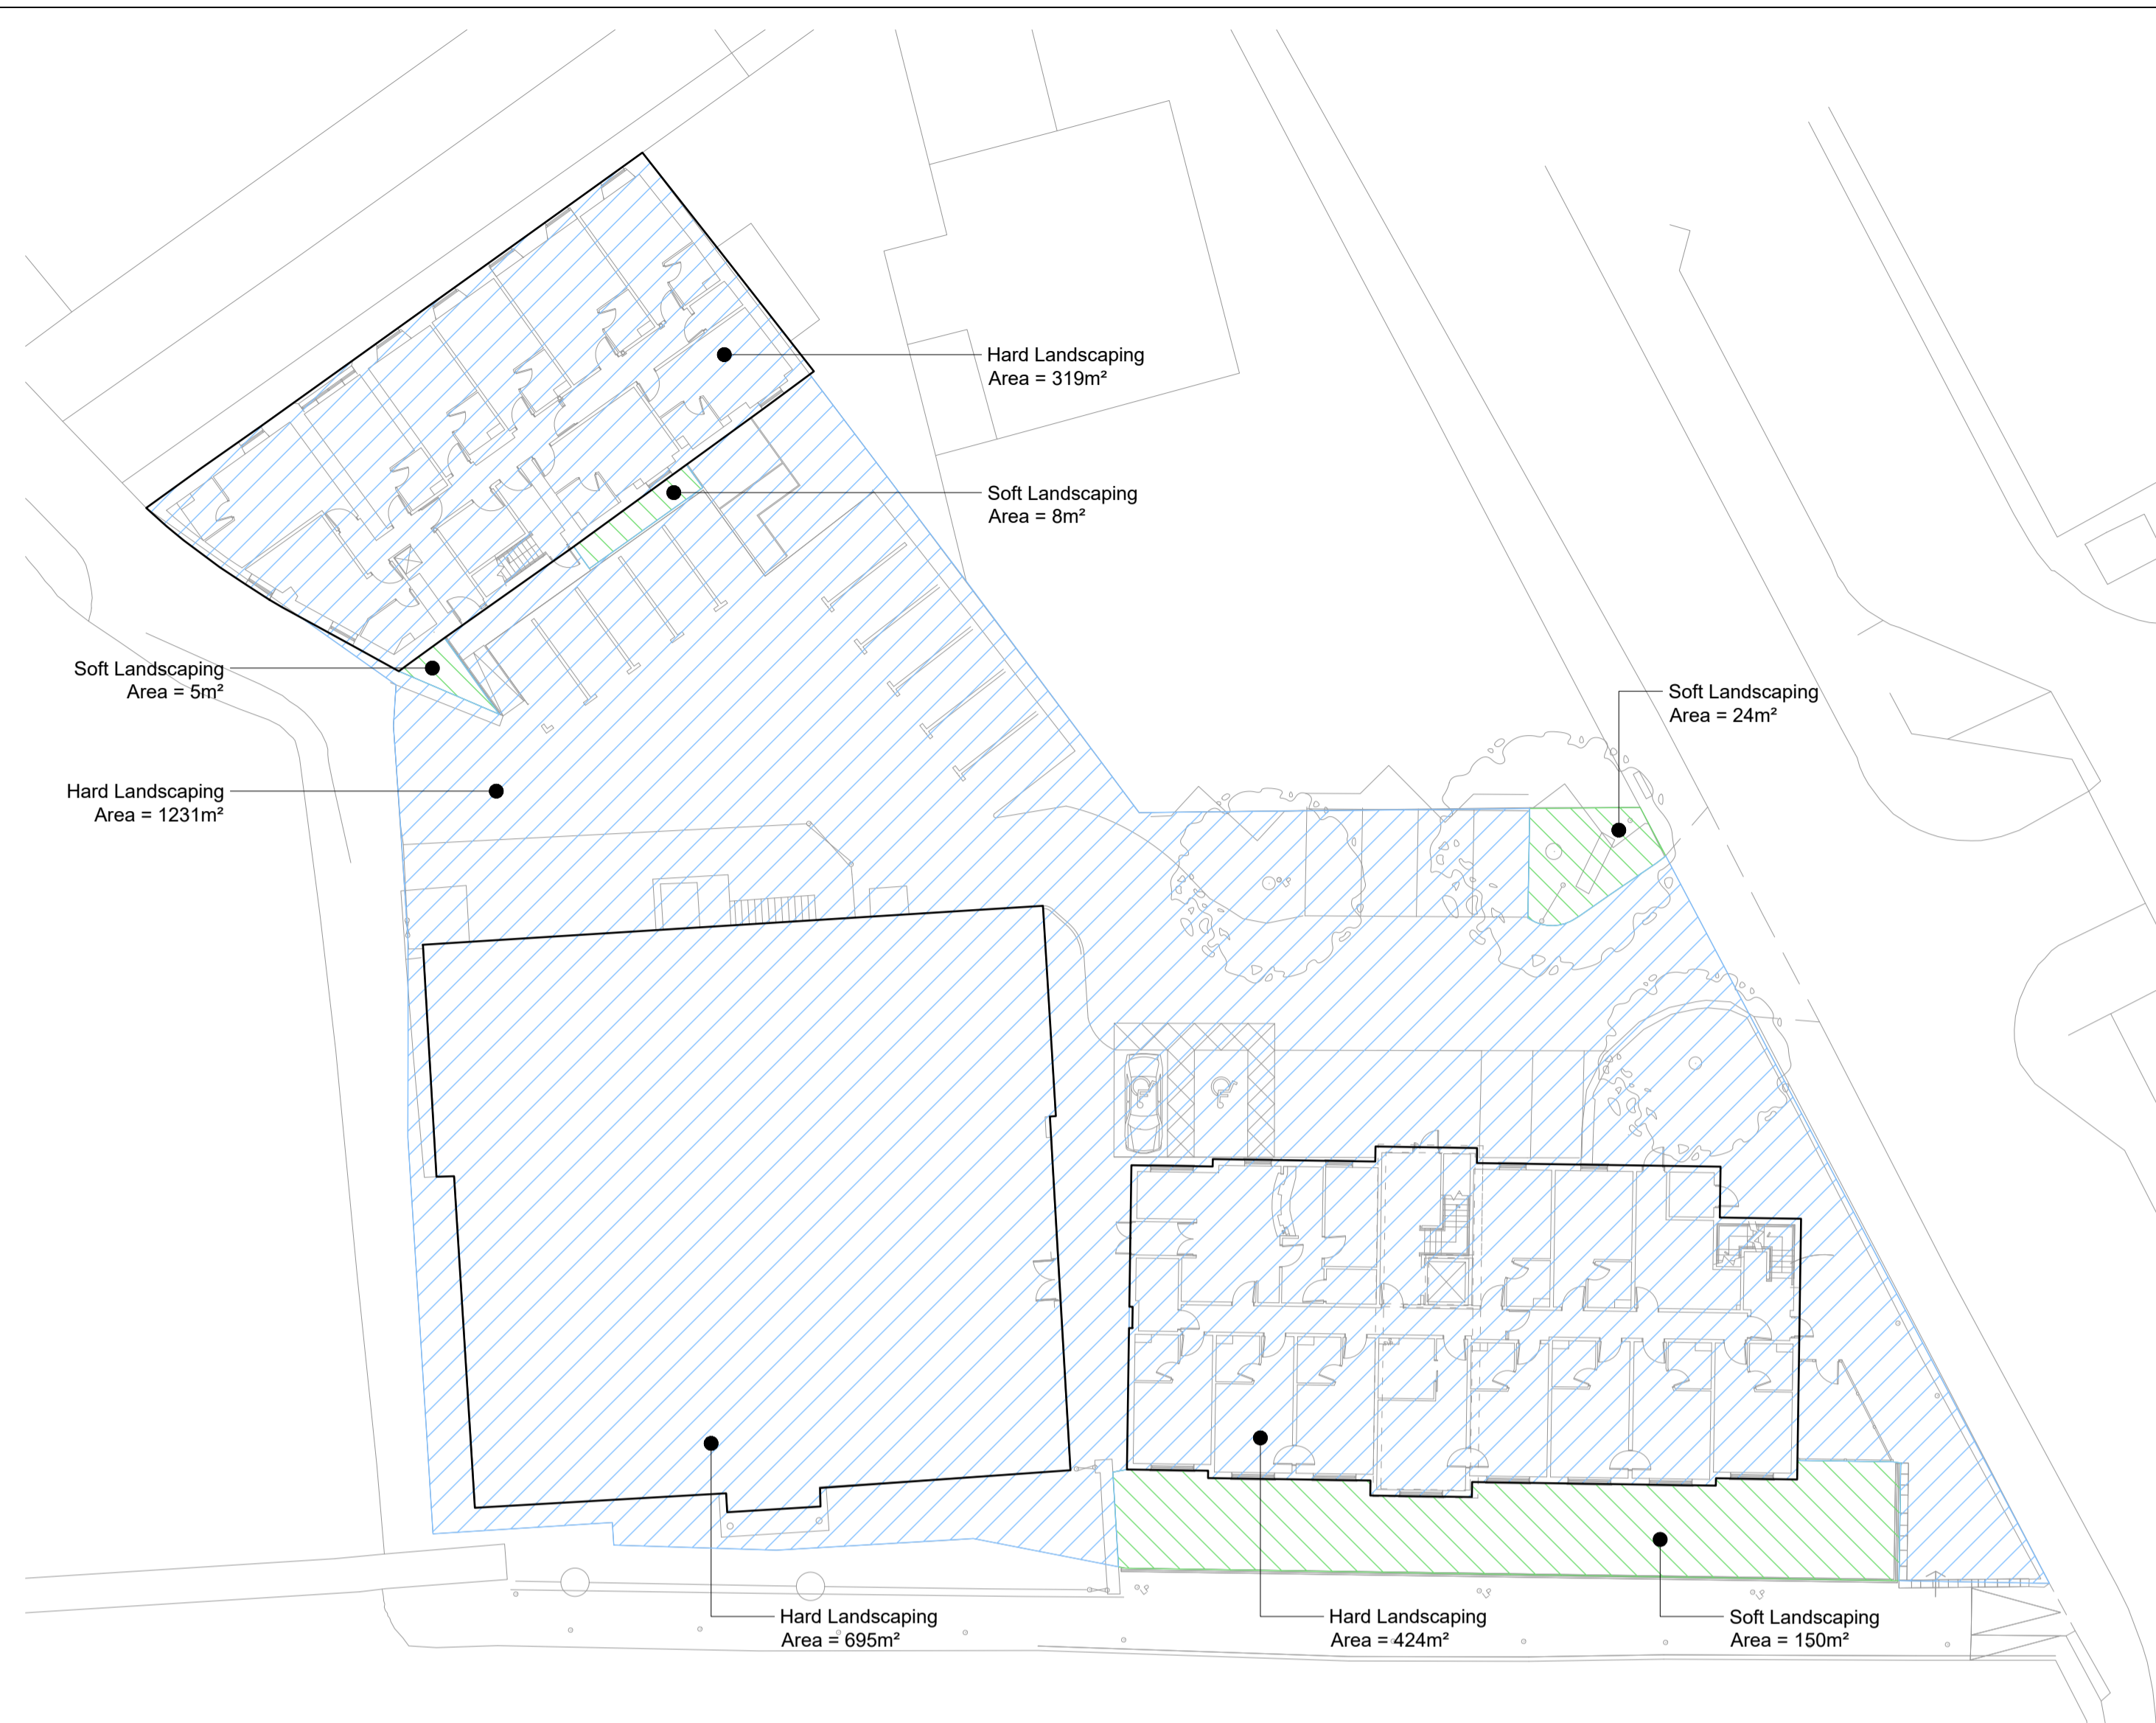 Hard Landscaping
Area = 319m²
Soft Landscaping
Area = 8m²
Soft Landscaping
Area = 5m²
Soft Landscaping
Area = 24m²
Hard Landscaping
Area = 1231m²
Hard Landscaping
Area = 695m²
Hard Landscaping
Area = 424m²
Soft Landscaping
Area = 150m²